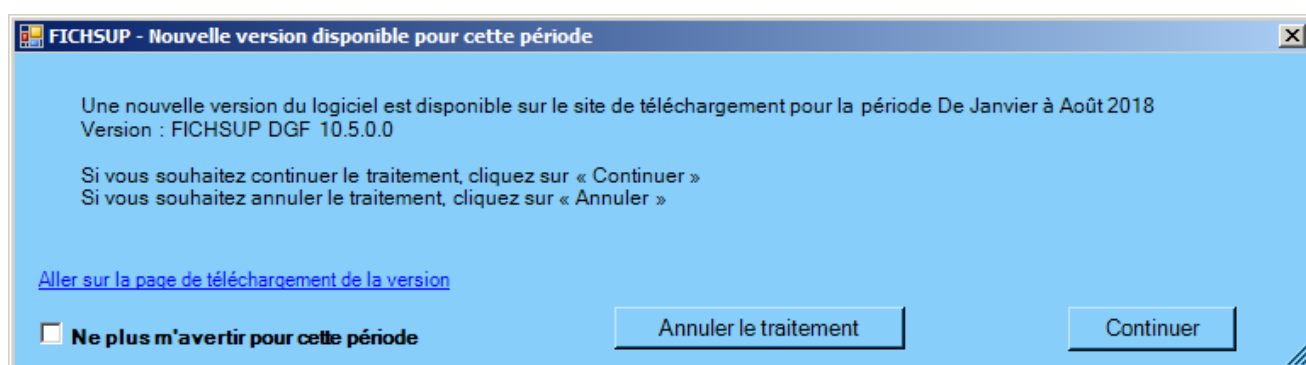 FICHSUP - Nouvelle version disponible pour cette période
Une nouvelle version du logiciel est disponible sur le site de téléchargement pour la période De Janvier à Août 2018
Version : FICHSUP DGF 10.5.0.0
Si vous souhaitez continuer le traitement, cliquez sur « Continuer »
Si vous souhaitez annuler le traitement, cliquez sur « Annuler »
Aller sur la page de téléchargement de la version
Ne plus m'avertir pour cette période
Annuler le traitement
Continuer